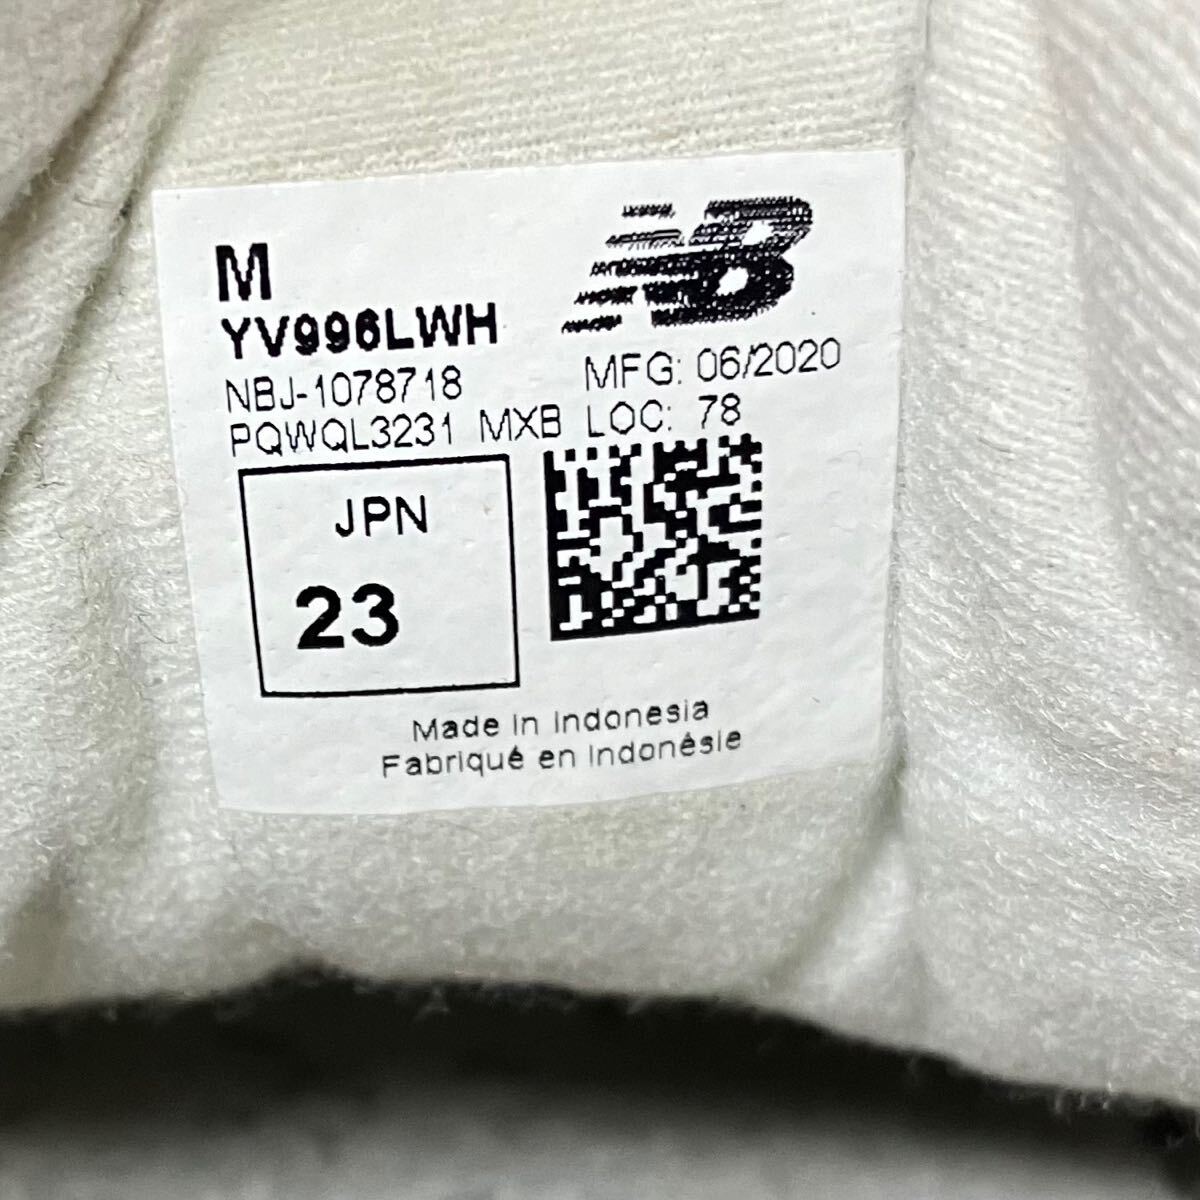 M
YV996LWH
NBJ-1078718 MFG: 06/2020
PQWQL3231 MXB LOC: 78
JPN
23
Made in Indonesia
Fabriqué en Indonésie